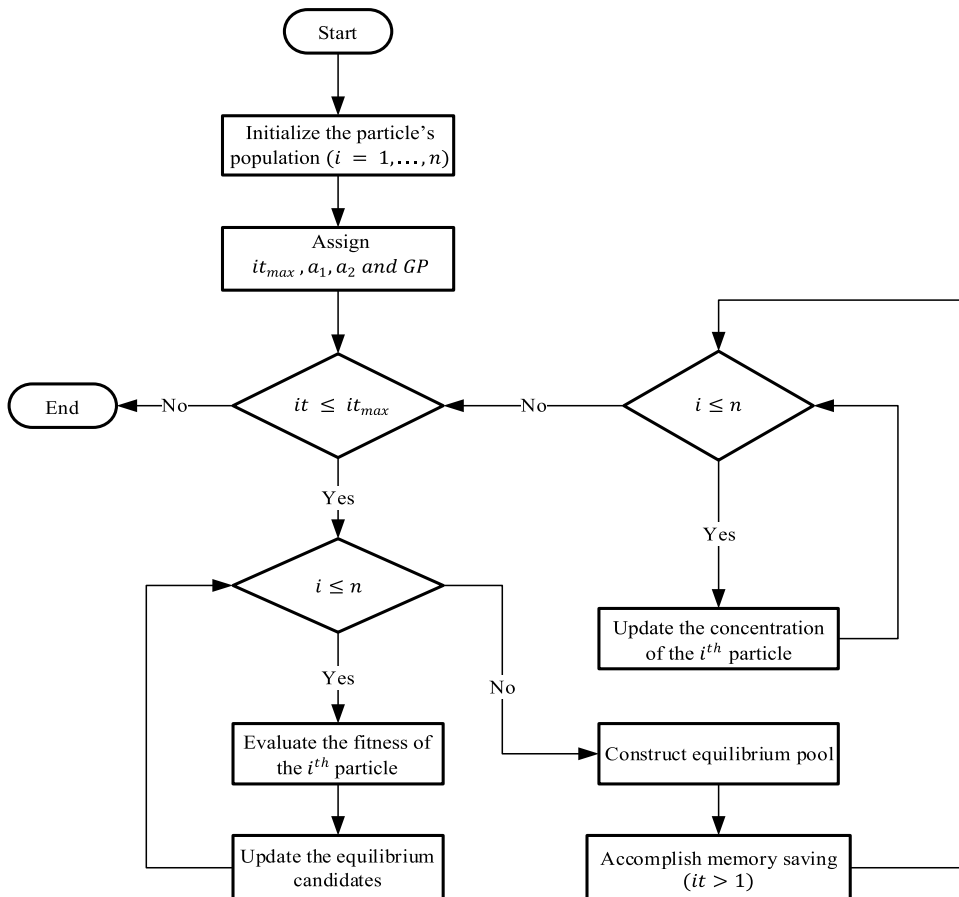 Start
Initialize the particle's
population (i = 1,…,n)
Assign
it_max , a_1, a_2 and GP
it ≤ it_max
No
End
No
i ≤ n
Yes
Yes
i ≤ n
Update the concentration
of the i^th particle
Yes
No
Evaluate the fitness of
the i^th particle
Construct equilibrium pool
Update the equilibrium
candidates
Accomplish memory saving
(it > 1)